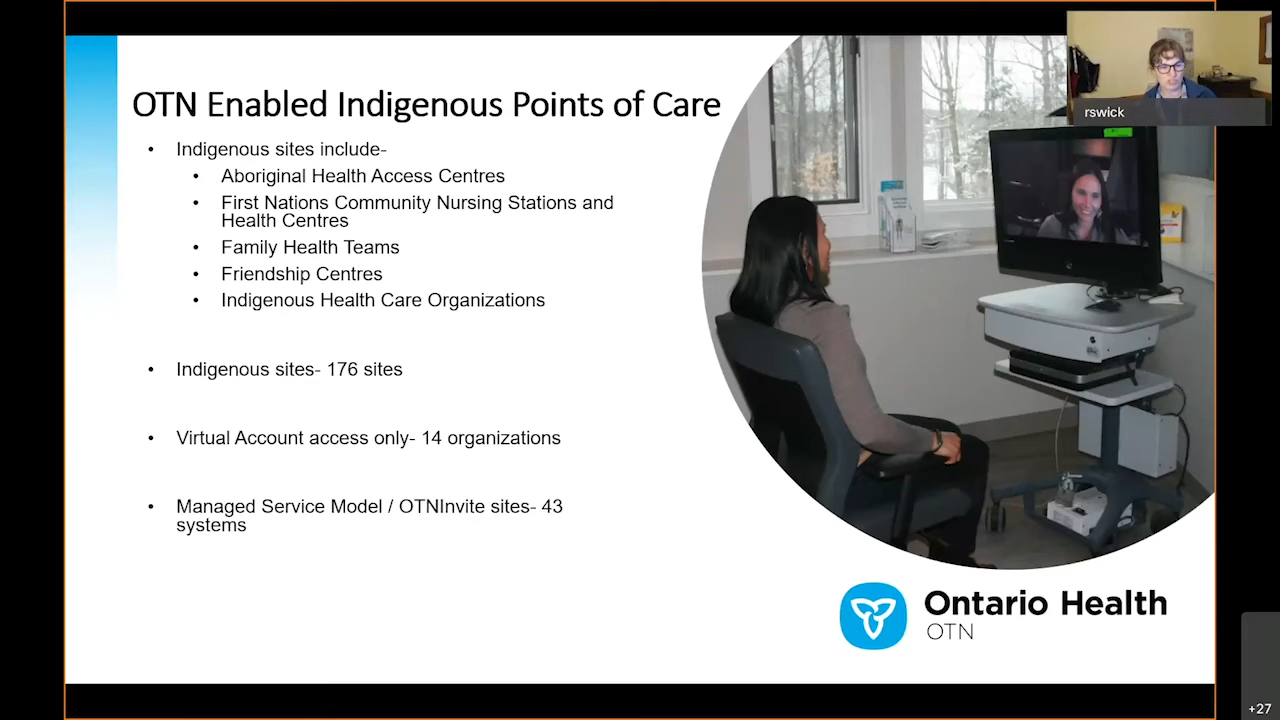 OTN Enabled Indigenous Points of Care
rswick
• Indigenous sites include-
• Aboriginal Health Access Centres
• First Nations Community Nursing Stations and
Health Centres
• Family Health Teams
• Friendship Centres
• Indigenous Health Care Organizations
• Indigenous sites- 176 sites
• Virtual Account access only- 14 organizations
• Managed Service Model / OTNInvite sites- 43
systems
Ontario Health
OTN
+27